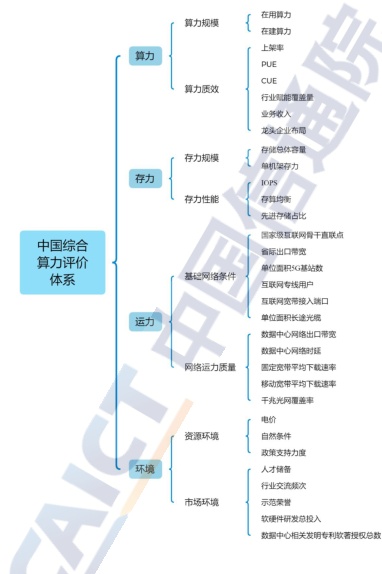 中国综合
算力评价
体系
算力
算力规模
在用算力
在建算力
算力质效
上架率
PUE
CUE
行业赋能覆盖量
业务收入
龙头企业布局
存力
存力规模
存储总体容量
单机架存力
存力性能
IOPS
存算均衡
先进存储占比
运力
基础网络条件
国家级互联网骨干直联点
省际出口带宽
单位面积5G基站数
互联网专线用户
互联网宽带接入端口
单位面积长途光缆
网络运力质量
数据中心网络出口带宽
数据中心网络时延
固定宽带平均下载速率
移动宽带平均下载速率
千兆光网覆盖率
环境
资源环境
电价
自然条件
政策支持力度
市场环境
人才储备
行业交流频次
示范荣誉
软硬件研发总投入
数据中心相关发明专利软著授权总数
CAICT 中国信通院